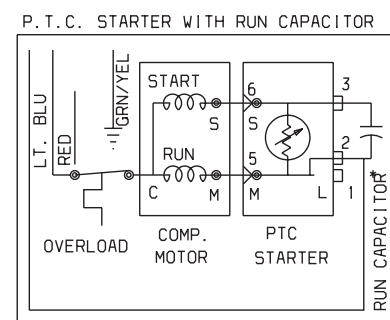 P.T.C. STARTER WITH RUN CAPACITOR
LT. BLU
RED
GRN/YEL
START
S
RUN
C
M
6
S
5
M
3
2
L
1
*
OVERLOAD
COMP.
MOTOR
PTC
STARTER
RUN CAPACITOR